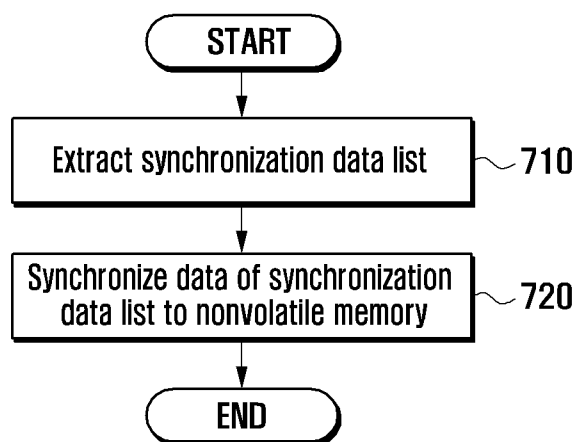 START
Extract synchronization data list
710
Synchronize data of synchronization
data list to nonvolatile memory
720
END